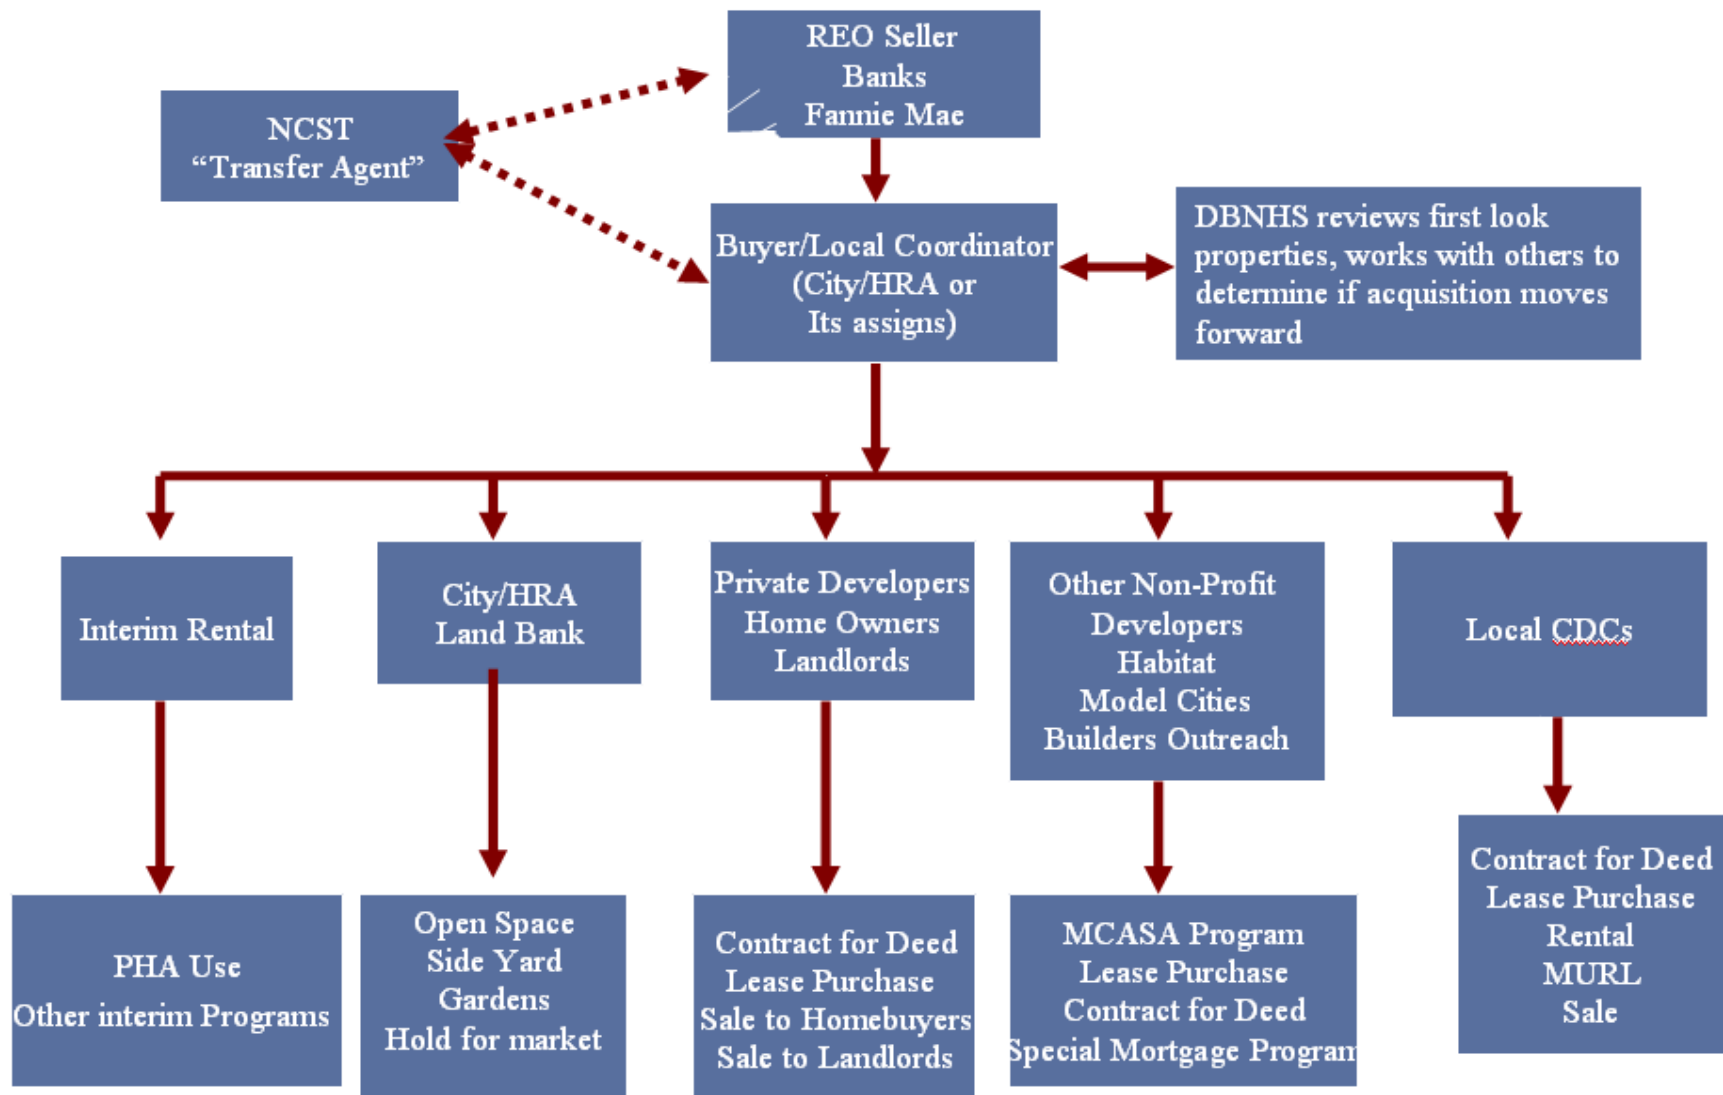 REO Seller
Banks
Fannie Mae
NCST
“Transfer Agent”
Buyer/Local Coordinator
(City/HRA or
Its assigns)
DBNHS reviews first look
properties, works with others to
determine if acquisition moves
forward
Interim Rental
City/HRA
Land Bank
Private Developers
Home Owners
Landlords
Other Non-Profit
Developers
Habitat
Model Cities
Builders Outreach
Local CDCs
PHA Use
Other interim Programs
Open Space
Side Yard
Gardens
Hold for market
Contract for Deed
Lease Purchase
Sale to Homebuyers
Sale to Landlords
MCASA Program
Lease Purchase
Contract for Deed
Special Mortgage Program
Contract for Deed
Lease Purchase
Rental
MURL
Sale